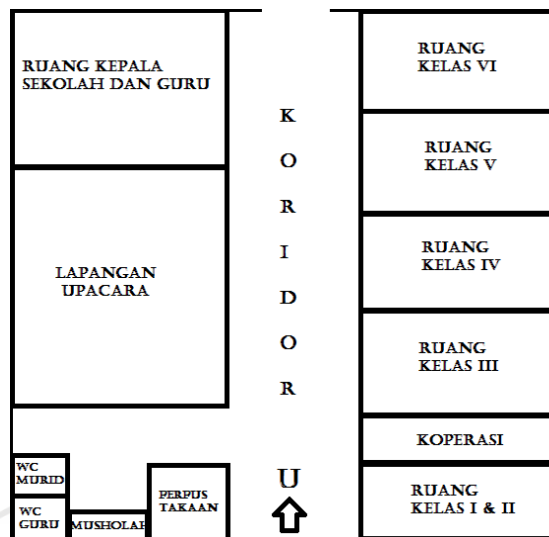 RUANG KEPALA
SEKOLAH DAN GURU
LAPANGAN
UPACARA
WC
MURID
WC
GURU
MUSHOLAH
PERPUS
TAKAAN
K
O
R
I
D
O
R
U
RUANG
KELAS VI
RUANG
KELAS V
RUANG
KELAS IV
RUANG
KELAS III
KOPERASI
RUANG
KELAS I & II